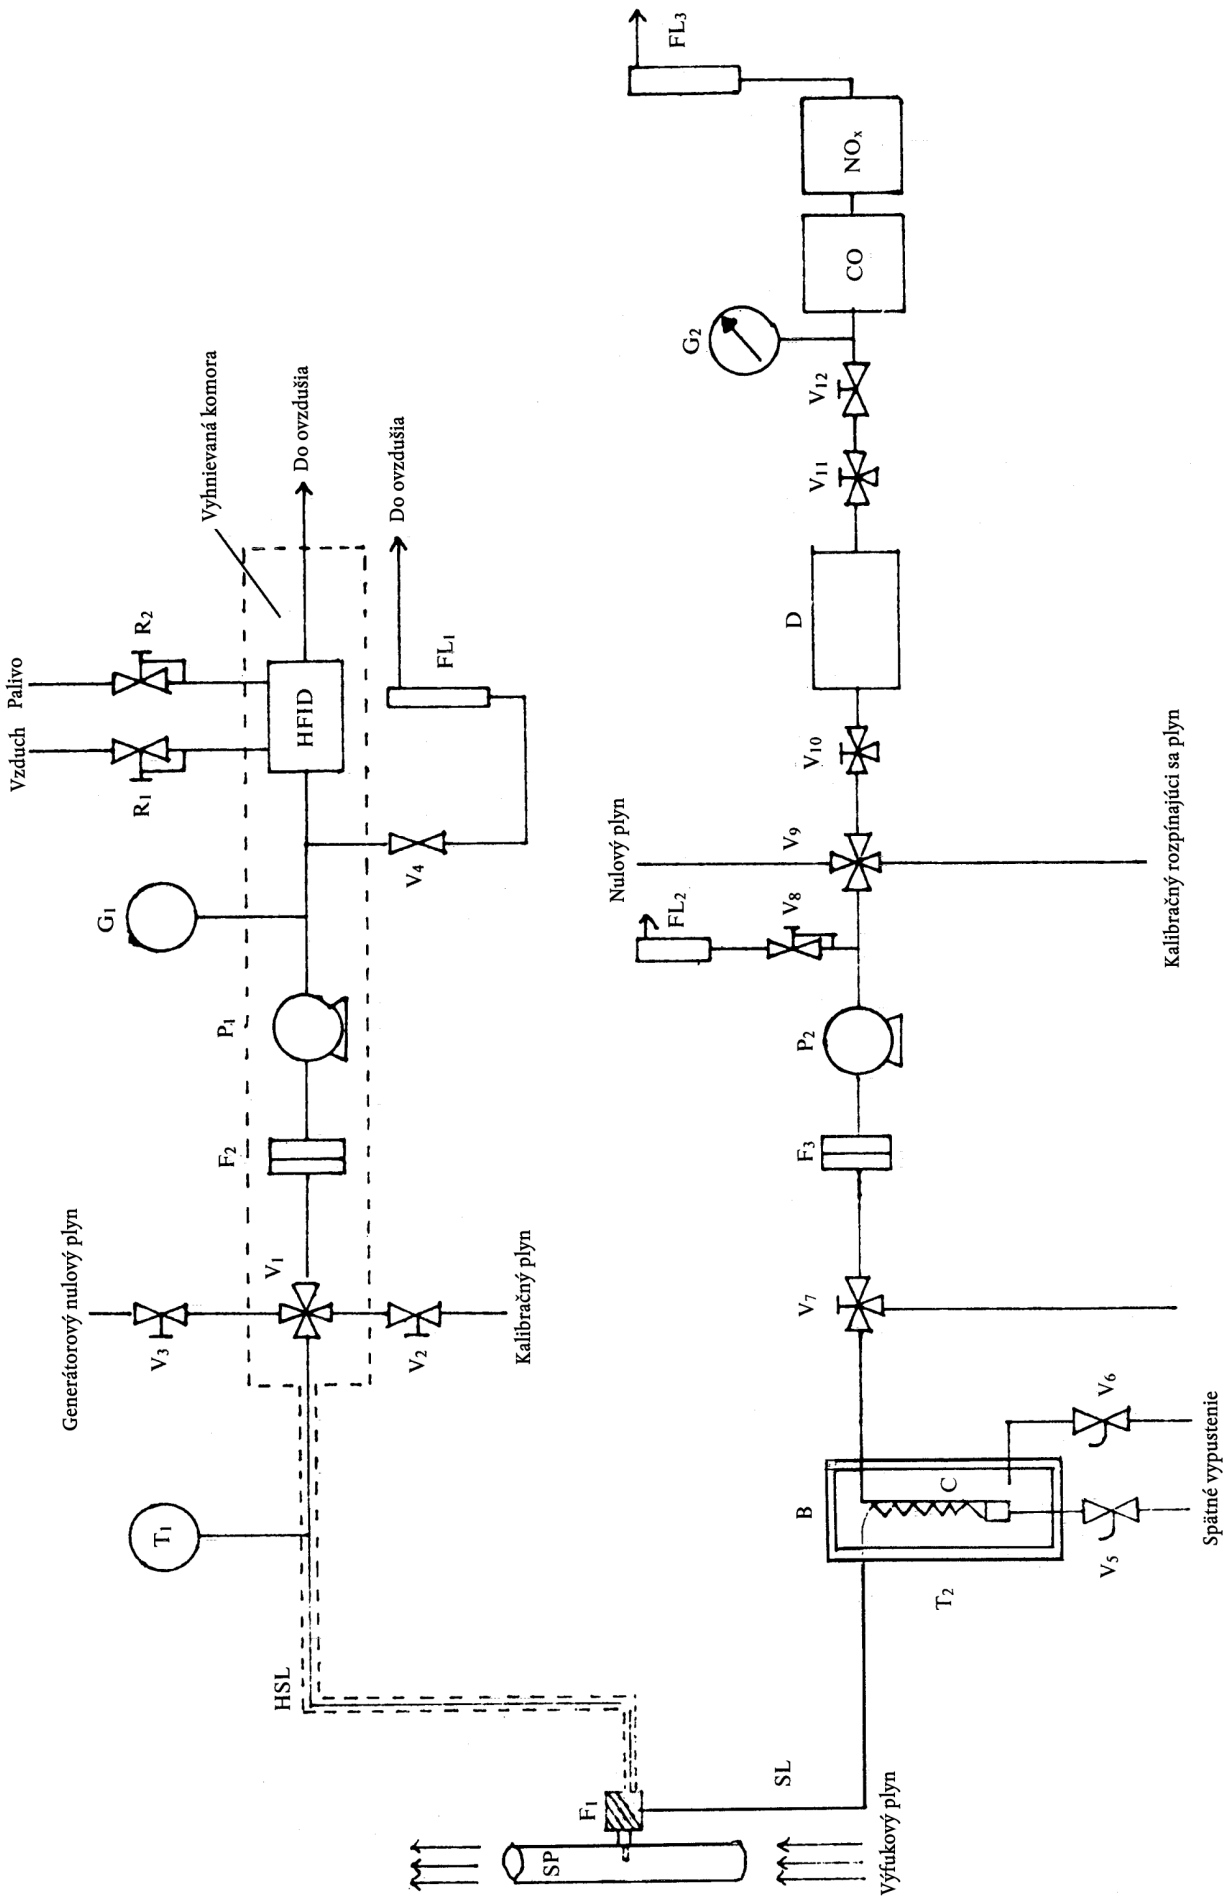 Vzduch
Palivo
R₁
R₂
Vyhnievaná komora
Do ovzdušia
HFID
Do ovzdušia
FL₁
V₄
G₁
P₁
F₂
Generátorový nulový plyn
V₃
V₁
V₂
Kalibračný plyn
T₁
HSL
F₁
SP
SL
Výfukový plyn
B
C
T₂
V₅
V₆
Spätné vypustenie
V₇
F₃
P₂
FL₂
V₈
Nulový plyn
V₉
Kalibračný rozpínajúci sa plyn
V₁₀
D
V₁₁
V₁₂
G₂
CO
NOₓ
FL₃